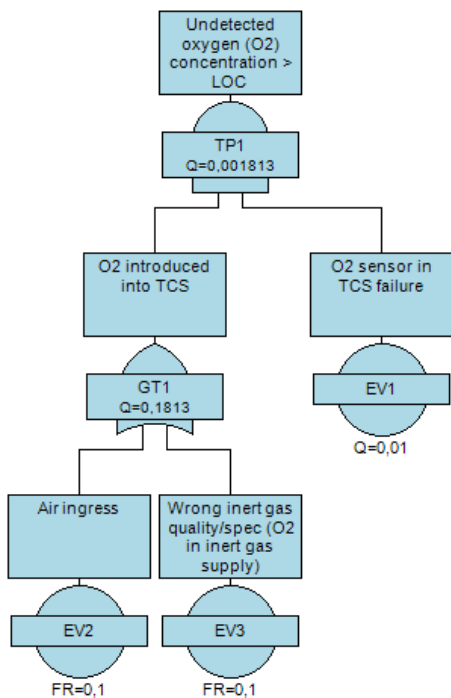 Undetected
oxygen (O2)
concentration >
LOC
TP1
Q=0,001813
O2 introduced
into TCS
O2 sensor in
TCS failure
GT1
Q=0,1813
EV1
Q=0,01
Air ingress
Wrong inert gas
quality/spec (O2
in inert gas
supply)
EV2
EV3
FR=0,1
FR=0,1